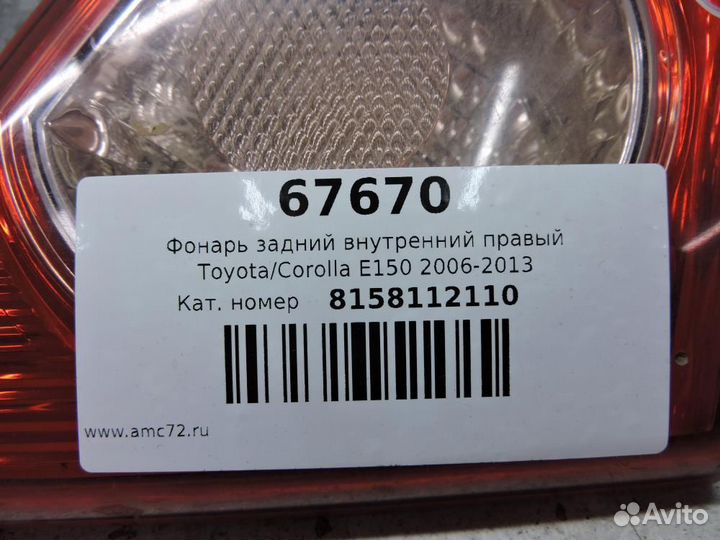 67670
Фонарь задний внутренний правый
Toyota/Corolla E150 2006-2013
Кат. номер 8158112110
www.amc72.ru
Avito